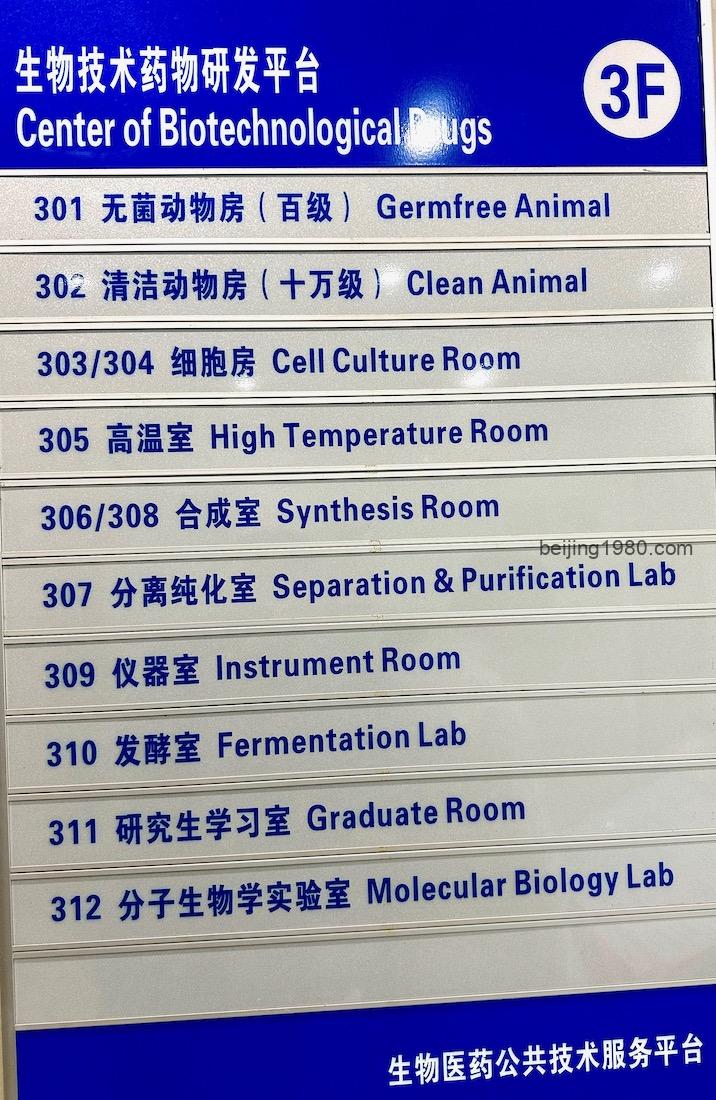 生物技术药物研发平台
3F
Center of Biotechnological Drugs
301 无菌动物房（百级） Germfree Animal
302 清洁动物房（十万级） Clean Animal
303/304 细胞房 Cell Culture Room
305 高温室 High Temperature Room
306/308 合成室 Synthesis Room
beijing1980.com
307 分离纯化室 Separation & Purification Lab
309 仪器室 Instrument Room
310 发酵室 Fermentation Lab
311 研究生学习室 Graduate Room
312 分子生物学实验室 Molecular Biology Lab
生物医药公共技术服务平台